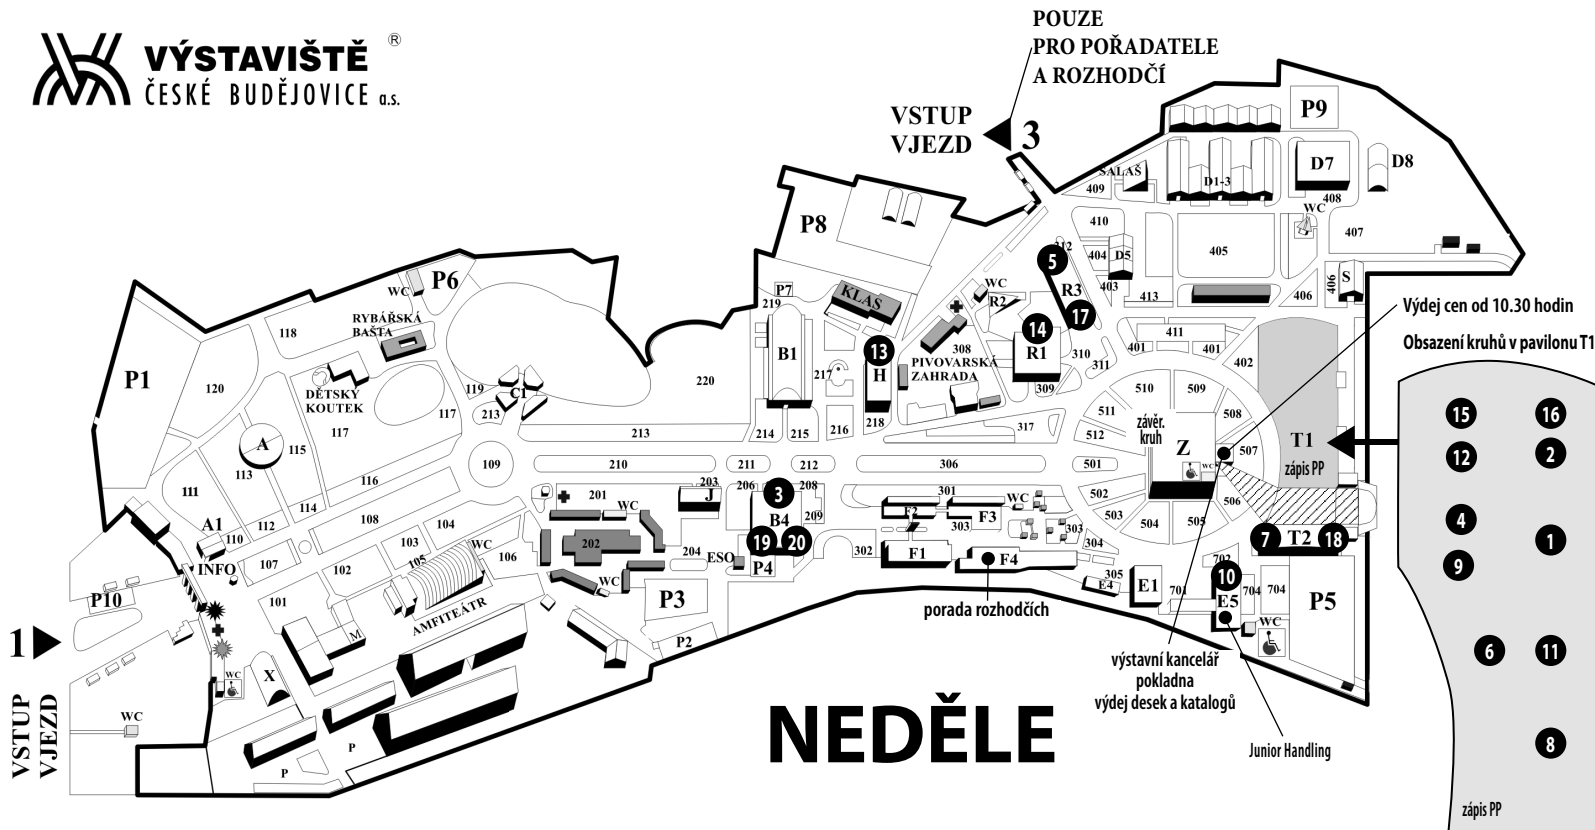 VÝSTAVIŠTĚ ®
ČESKÉ BUDĚJOVICE a.s.
POUZE
PRO POŘADATELE
A ROZHODČÍ
VSTUP
VJEZD 3
P9
D7
D8
SALAŠ
409
D1-3
408
WC
407
410
405
404
D5
403
413
406
406
S
P8
P7
219
KLAS
WC
R2
5
312
R3
17
14
R1
13
H
B1
217
308
PIVOVARSKÁ
ZAHRADA
309
310
311
401
411
401
402
Výdej cen od 10.30 hodin
Obsazení kruhů v pavilonu T1
P6
WC
RYBÁŘSKÁ
BAŠTA
118
P1
120
DĚTSKÝ
KOUTEK
117
117
119
C1
213
220
213
214
215
216
218
317
510
509
511
508
512
závěr.
kruh
Z
WC
507
T1
zápis PP
15
16
12
2
4
1
9
6
11
8
zápis PP
A
115
113
111
116
109
210
211
212
306
501
114
112
108
104
103
105
WC
106
A1
110
INFO
107
102
101
201
WC
203
J
206
208
3
B4
209
19
20
202
204
ESO
P4
WC
P3
P2
302
301
F2
303
F3
WC
303
304
F1
F4
305
E4
E1
502
503
504
505
506
7
T2
18
702
10
701
E5
704
704
P5
WC
porada rozhodčích
výstavní kancelář
pokladna
výdej desek a katalogů
Junior Handling
P10
1
VSTUP
VJEZD
WC
WC
X
M
AMFITEÁTR
P
P
NEDĚLE